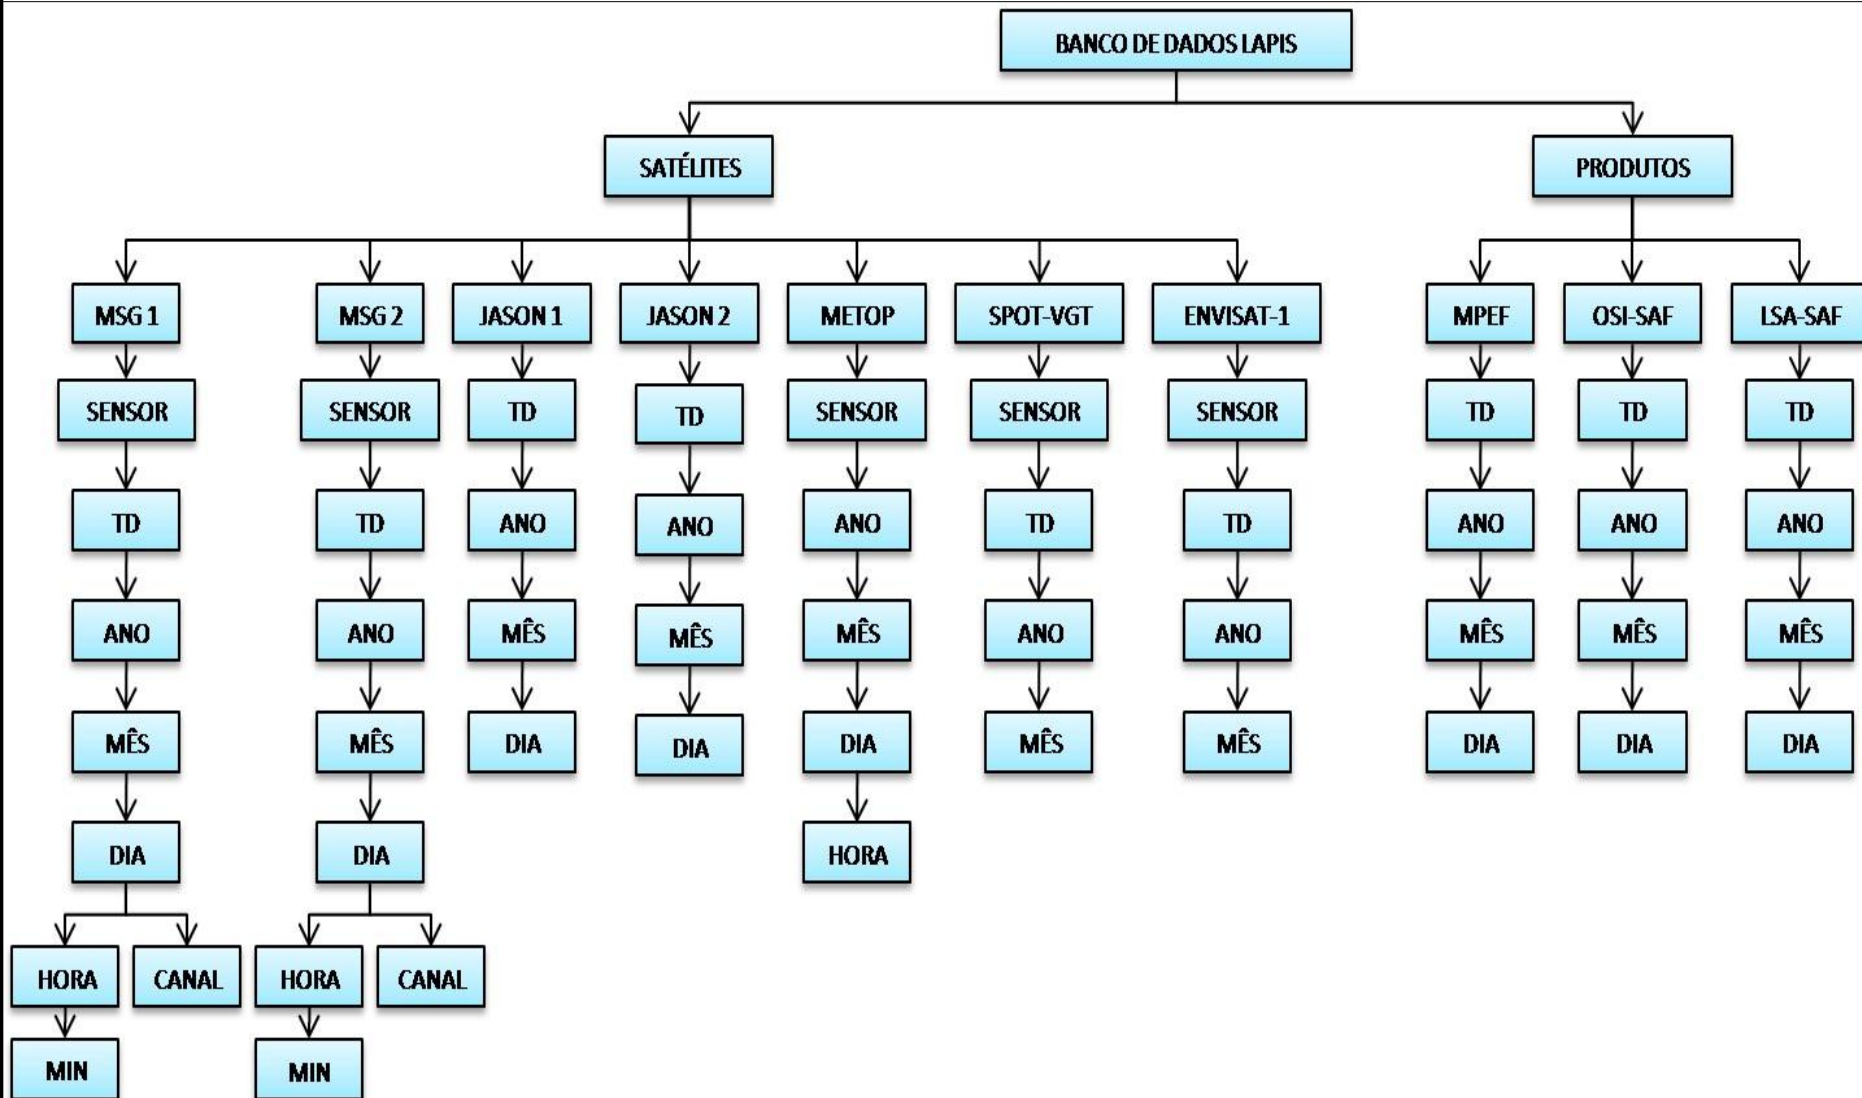 BANCO DE DADOS LAPIS
SATÉLITES
PRODUTOS
MSG 1
MSG 2
JASON 1
JASON 2
METOP
SPOT-VGT
ENVISAT-1
MPEF
OSI-SAF
LSA-SAF
SENSOR
SENSOR
TD
TD
SENSOR
SENSOR
SENSOR
TD
TD
TD
TD
TD
ANO
ANO
ANO
TD
TD
ANO
ANO
ANO
ANO
ANO
MÊS
MÊS
MÊS
ANO
ANO
MÊS
MÊS
MÊS
MÊS
MÊS
DIA
DIA
DIA
MÊS
MÊS
DIA
DIA
DIA
DIA
DIA
HORA
HORA
CANAL
HORA
CANAL
MIN
MIN